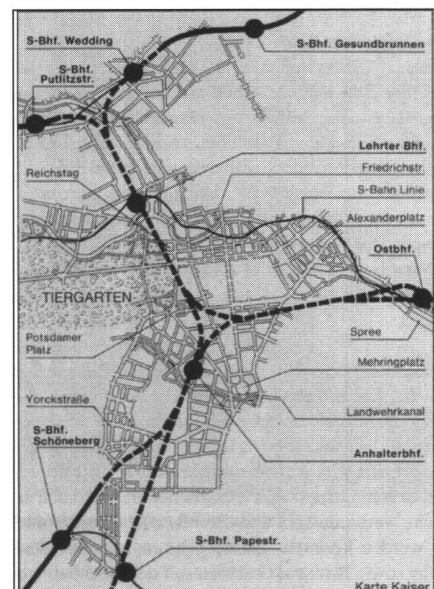 S-Bhf. Wedding
S-Bhf. Gesundbrunnen
S-Bhf.
Putlitzstr.
Lehrter Bhf.
Reichstag
Friedrichstr.
S-Bahn Linie
Alexanderplatz
Ostbhf.
TIERGARTEN
Spree
Potsdamer
Platz
Mehringplatz
Yorckstraße
Landwehrkanal
S-Bhf.
Schöneberg
Anhalterbhf.
S-Bhf. Papestr.
Karte Kaiser